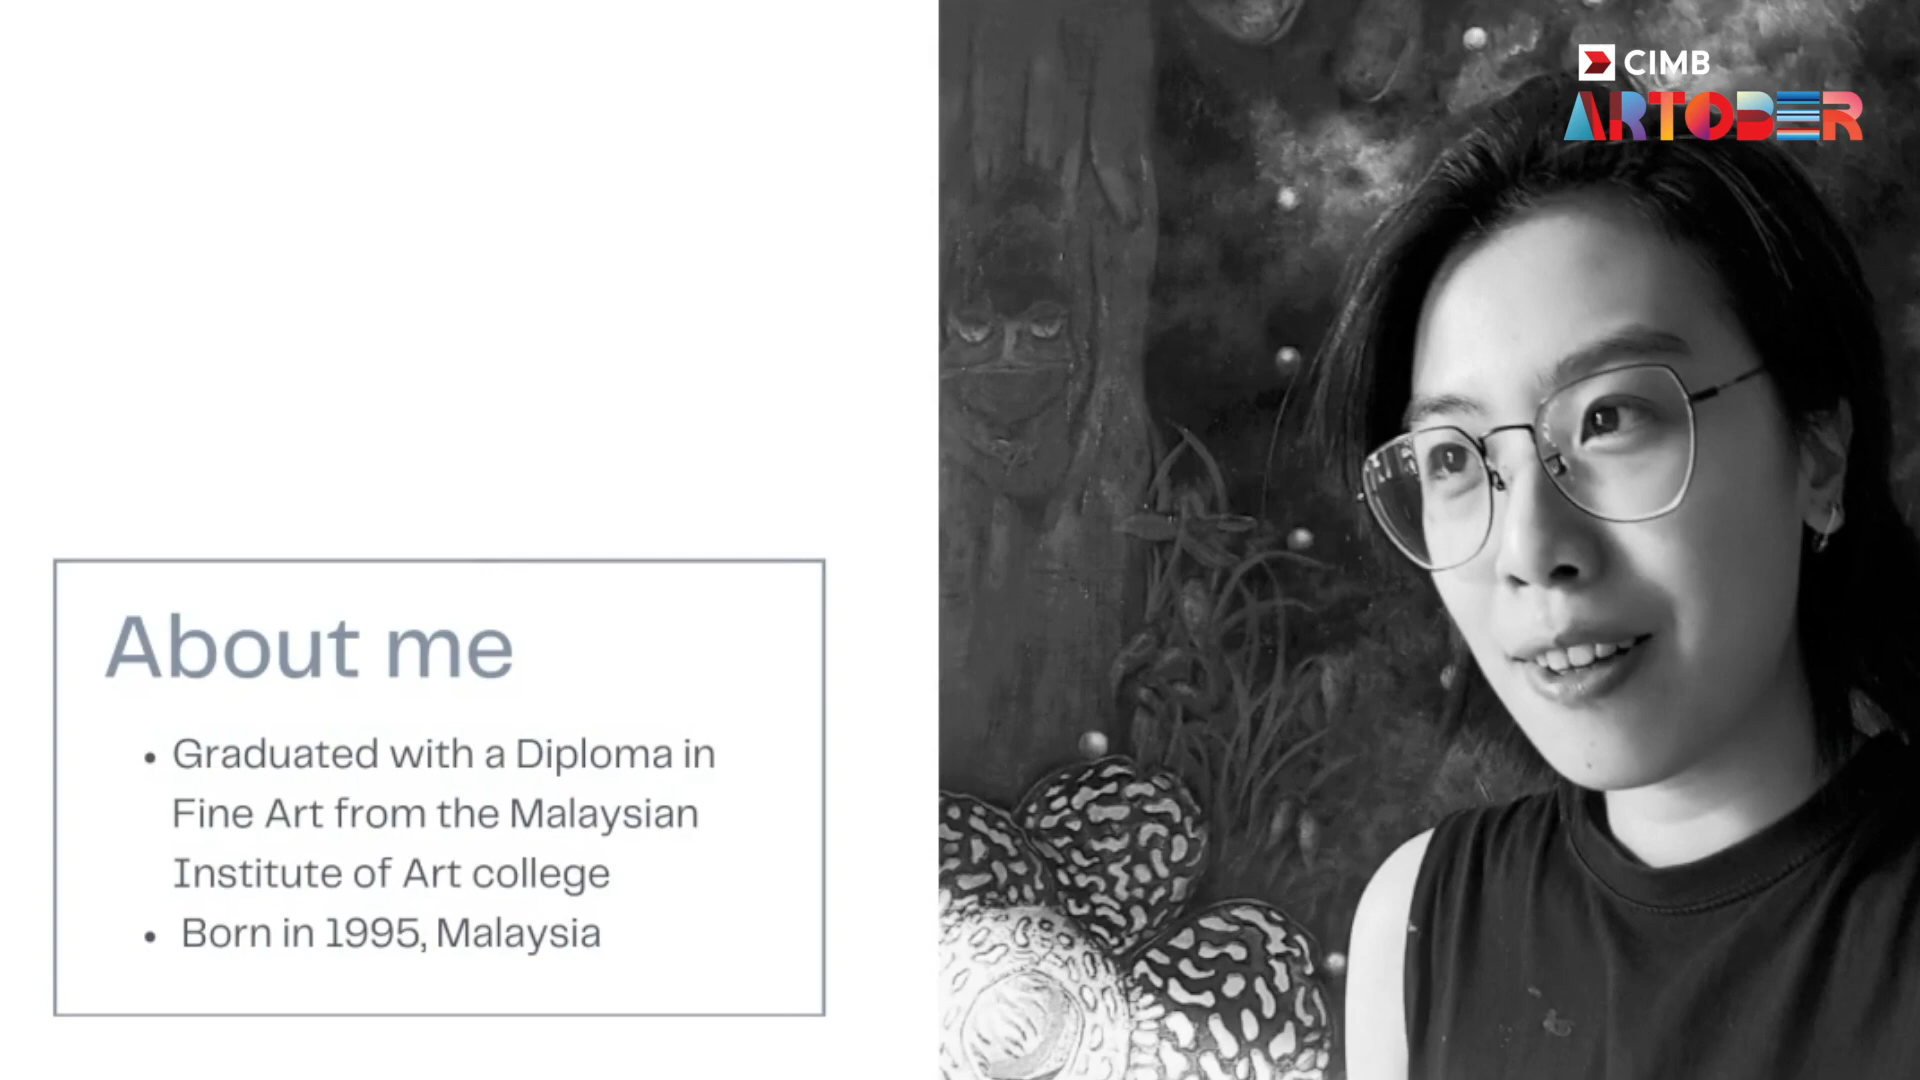 CIMB
ARTOBER
About me
• Graduated with a Diploma in
Fine Art from the Malaysian
Institute of Art college
• Born in 1995, Malaysia